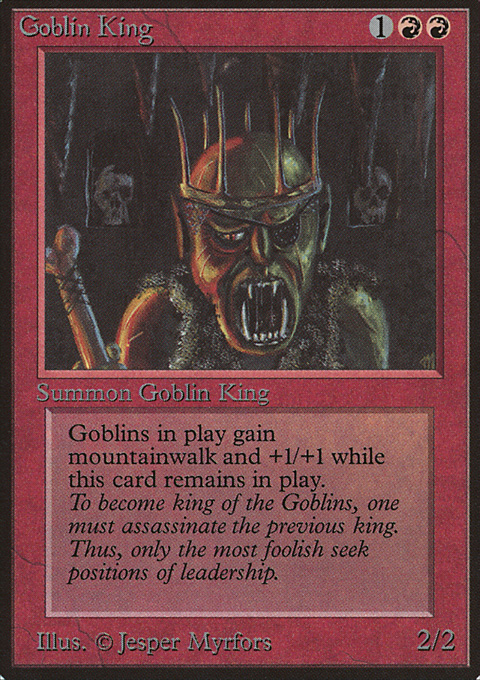 Goblin King 1
Summon Goblin King
Goblins in play gain
mountainwalk and +1/+1 while
this card remains in play.
To become king of the Goblins, one
must assassinate the previous king.
Thus, only the most foolish seek
positions of leadership.
Illus. © Jesper Myrfors 2/2